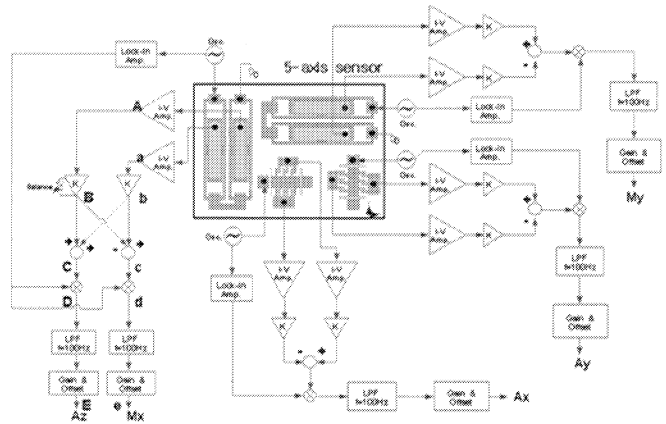 Lock-in
Amp.
Osc.
5-axis sensor
I-V
Amp.
K
+
-
I-V
Amp.
K
Osc.
Lock-in
Amp.
LPF
f=100Hz
Gain &
Offset
My
A
I-V
Amp.
a
I-V
Amp.
Balance
K
B
K
b
+
+
-
+
C
c
D
d
LPF
f=100Hz
LPF
f=100Hz
Gain &
Offset
Gain &
Offset
E
e
Az
Mx
Osc.
Lock-in
Amp.
I-V
Amp.
K
+
-
I-V
Amp.
K
LPF
f=100Hz
Gain &
Offset
Ay
Osc.
Lock-in
Amp.
I-V
Amp.
I-V
Amp.
K
K
-
+
LPF
f=100Hz
Gain &
Offset
Ax